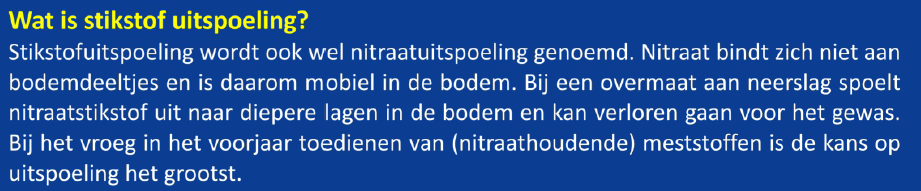 Wat is stikstof uitspoeling?
Stikstofuitspoeling wordt ook wel nitraatuitspoeling genoemd. Nitraat bindt zich niet aan
bodemdeeltjes en is daarom mobiel in de bodem. Bij een overmaat aan neerslag spoelt
nitraatstikstof uit naar diepere lagen in de bodem en kan verloren gaan voor het gewas.
Bij het vroeg in het voorjaar toedienen van (nitraathoudende) meststoffen is de kans op
uitspoeling het grootst.